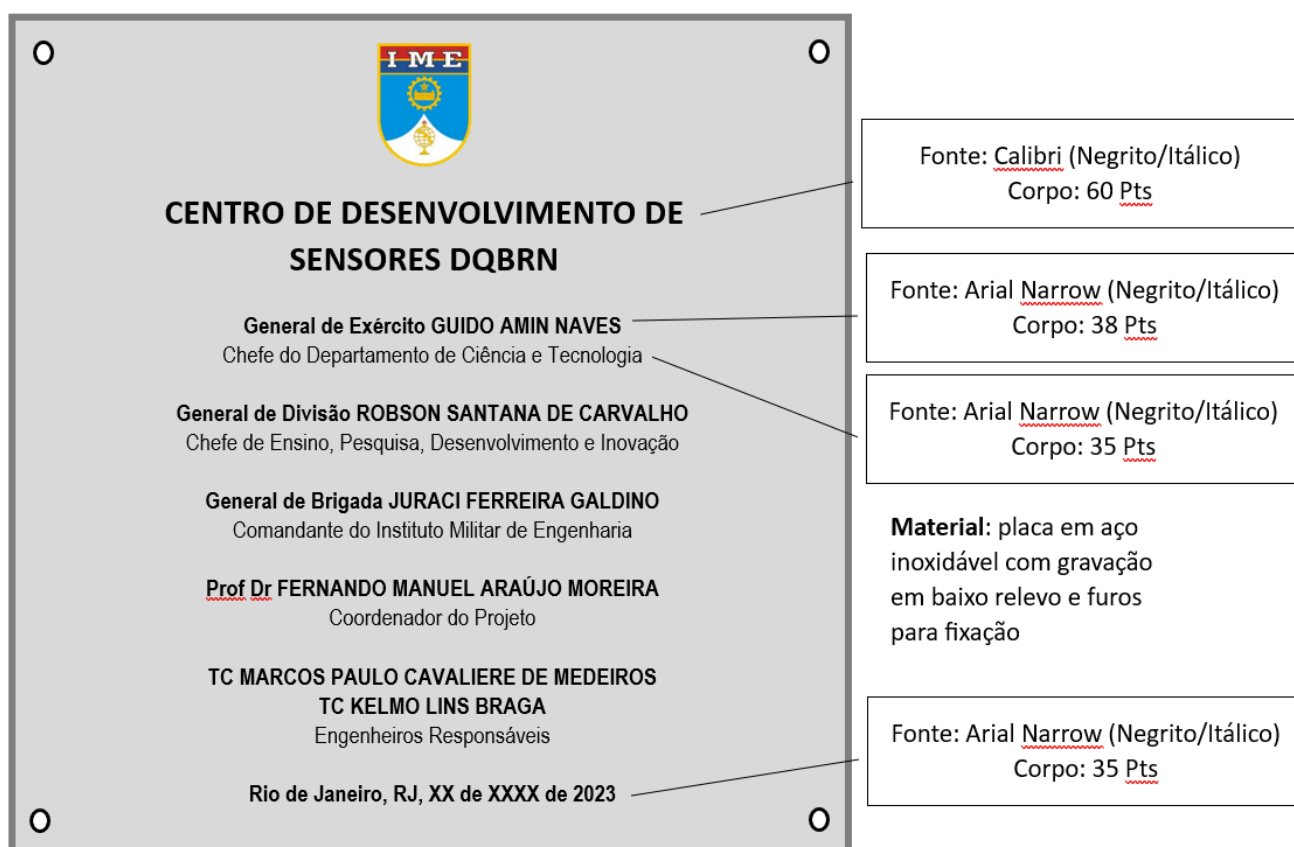 IME
CENTRO DE DESENVOLVIMENTO DE
SENSORES DQBRN
General de Exército GUIDO AMIN NAVES
Chefe do Departamento de Ciência e Tecnologia
General de Divisão ROBSON SANTANA DE CARVALHO
Chefe de Ensino, Pesquisa, Desenvolvimento e Inovação
General de Brigada JURACI FERREIRA GALDINO
Comandante do Instituto Militar de Engenharia
Prof Dr FERNANDO MANUEL ARAÚJO MOREIRA
Coordenador do Projeto
TC MARCOS PAULO CAVALIERE DE MEDEIROS
TC KELMO LINS BRAGA
Engenheiros Responsáveis
Rio de Janeiro, RJ, XX de XXXX de 2023
Fonte: Calibri (Negrito/Itálico)
Corpo: 60 Pts
Fonte: Arial Narrow (Negrito/Itálico)
Corpo: 38 Pts
Fonte: Arial Narrow (Negrito/Itálico)
Corpo: 35 Pts
Material: placa em aço
inoxidável com gravação
em baixo relevo e furos
para fixação
Fonte: Arial Narrow (Negrito/Itálico)
Corpo: 35 Pts